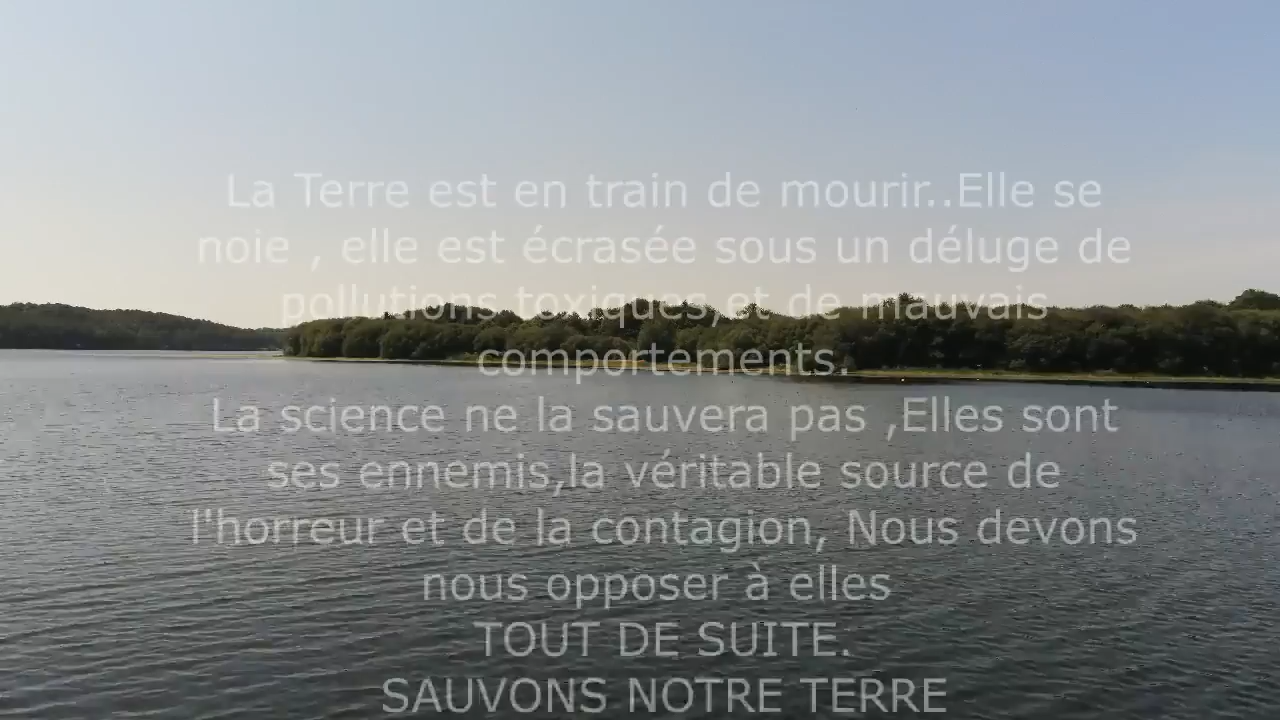 La Terre est en train de mourir..Elle se
noie , elle est écrasée sous un déluge de
pollutions toxiques,et de mauvais
comportements.
La science ne la sauvera pas ,Elles sont
ses ennemis,la véritable source de
l'horreur et de la contagion, Nous devons
nous opposer à elles
TOUT DE SUITE.
SAUVONS NOTRE TERRE